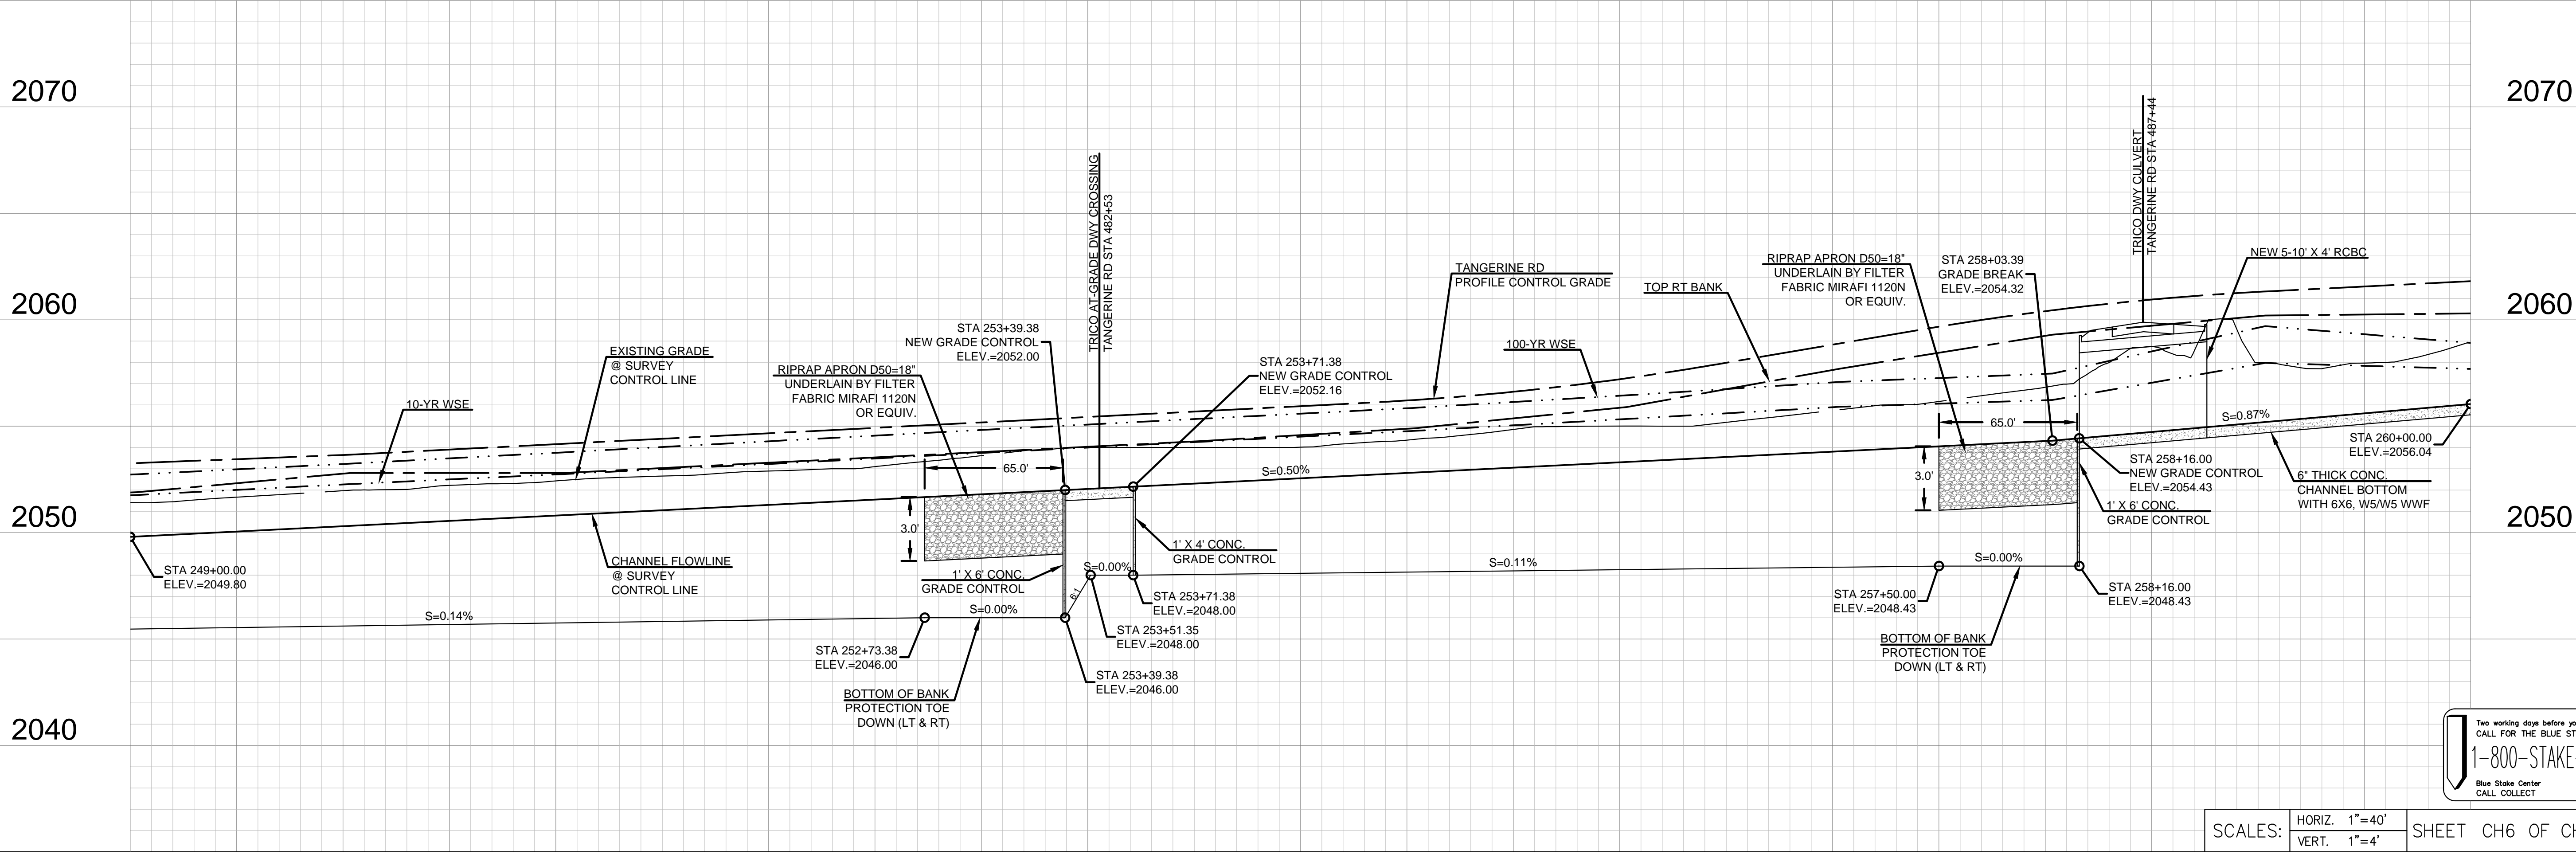 2070
2070
TRICO AT-GRADE DWY CROSSING
TANGERINE RD STA 482+53
TRICO DWY CULVERT
TANGERINE RD STA 487+44
2060
2060
10-YR WSE
EXISTING GRADE
@ SURVEY
CONTROL LINE
RIPRAP APRON D50=18"
UNDERLAIN BY FILTER
FABRIC MIRAFI 1120N
OR EQUIV.
STA 253+39.38
NEW GRADE CONTROL
ELEV.=2052.00
STA 253+71.38
NEW GRADE CONTROL
ELEV.=2052.16
TANGERINE RD
PROFILE CONTROL GRADE
100-YR WSE
TOP RT BANK
RIPRAP APRON D50=18"
UNDERLAIN BY FILTER
FABRIC MIRAFI 1120N
OR EQUIV.
STA 258+03.39
GRADE BREAK
ELEV.=2054.32
NEW 5-10' X 4' RCBC
65.0'
S=0.50%
65.0'
S=0.87%
3.0'
3.0'
STA 260+00.00
ELEV.=2056.04
STA 258+16.00
NEW GRADE CONTROL
ELEV.=2054.43
6" THICK CONC.
CHANNEL BOTTOM
WITH 6X6, W5/W5 WWF
2050
2050
STA 249+00.00
ELEV.=2049.80
CHANNEL FLOWLINE
@ SURVEY
CONTROL LINE
1' X 6' CONC.
GRADE CONTROL
1' X 4' CONC.
GRADE CONTROL
1' X 6' CONC.
GRADE CONTROL
S=0.14%
S=0.00%
6:1
S=0.00%
S=0.11%
S=0.00%
STA 252+73.38
ELEV.=2046.00
STA 253+71.38
ELEV.=2048.00
STA 253+51.35
ELEV.=2048.00
STA 253+39.38
ELEV.=2046.00
STA 257+50.00
ELEV.=2048.43
STA 258+16.00
ELEV.=2048.43
BOTTOM OF BANK
PROTECTION TOE
DOWN (LT & RT)
BOTTOM OF BANK
PROTECTION TOE
DOWN (LT & RT)
2040
Two working days before
CALL FOR THE BLUE
1-800-STAKE
Blue Stake Center
CALL COLLECT
SCALES:
HORIZ. 1"=40'
VERT. 1"=4'
SHEET CH6 OF